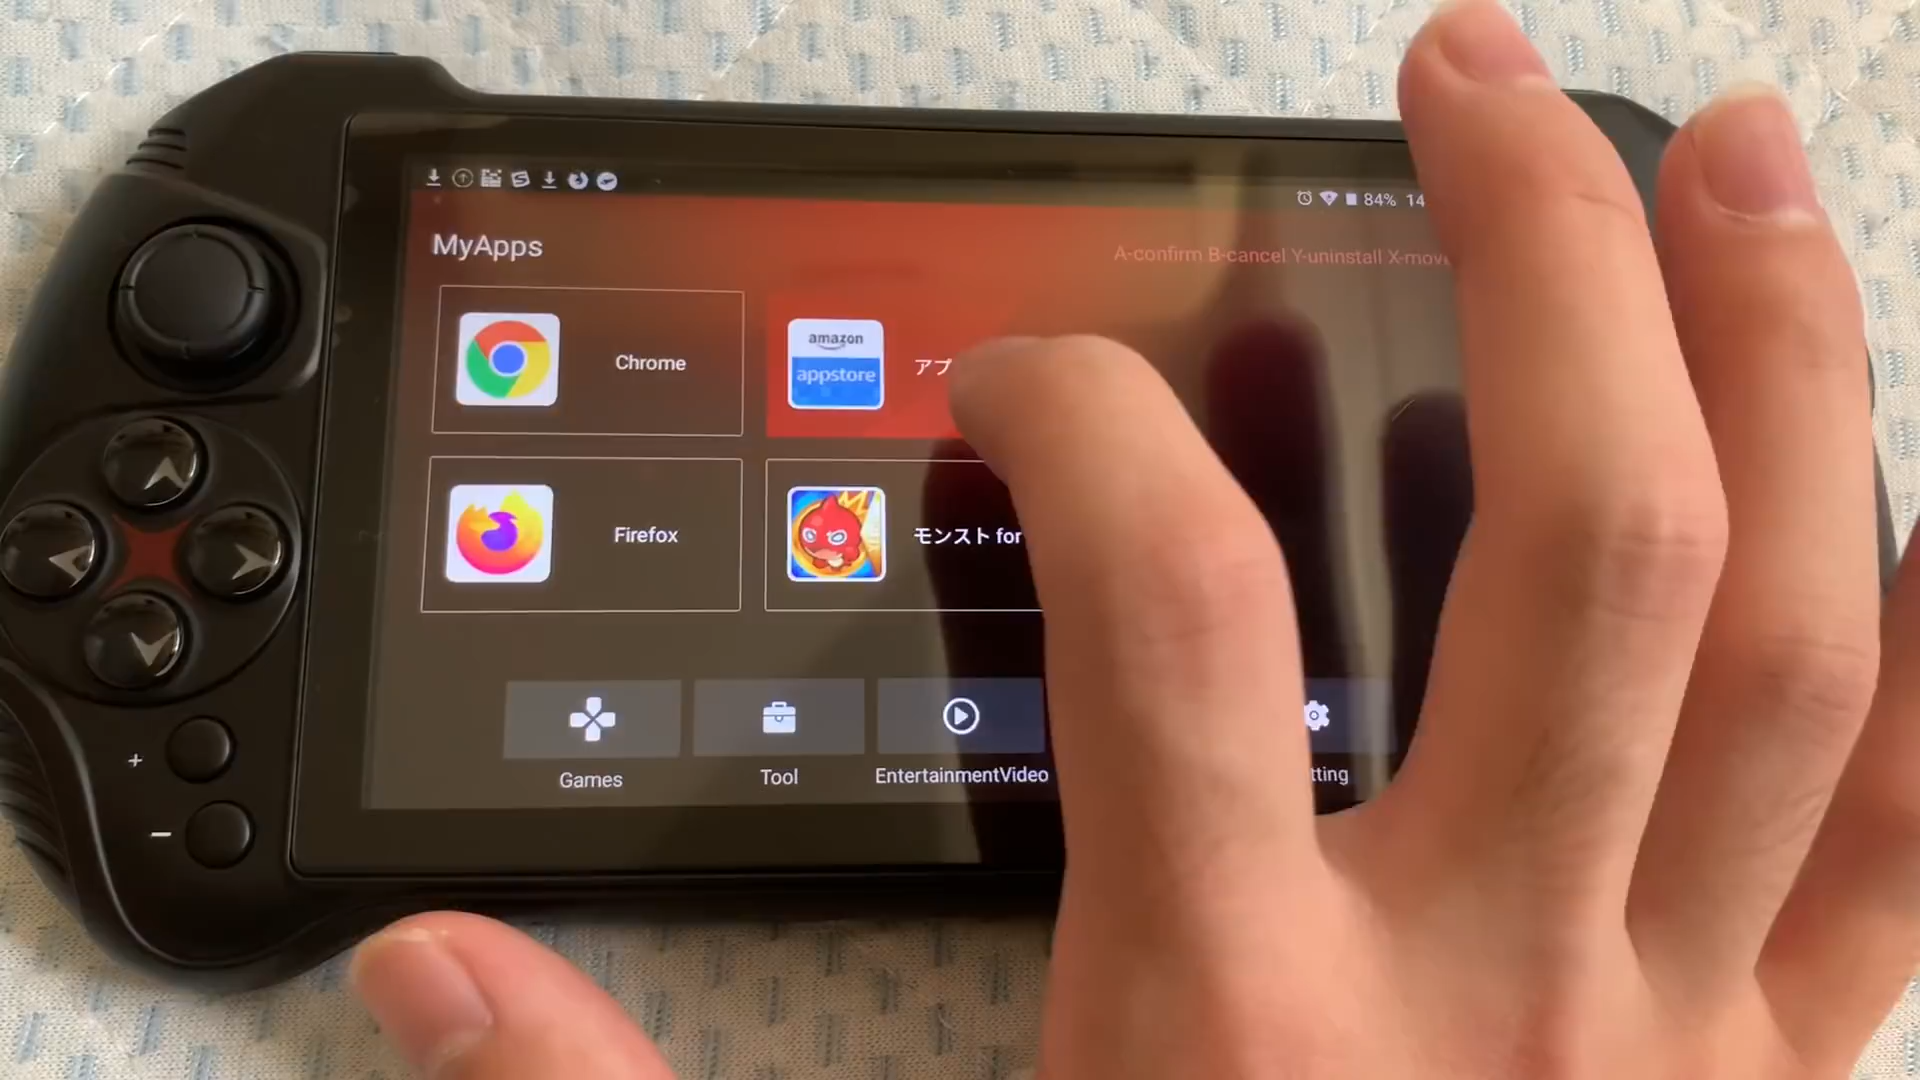 84% 14
MyApps
A-confirm B-cancel Y-uninstall X-mov
Chrome
amazon
appstore
アプ
Firefox
モンスト for
Games
Tool
EntertainmentVideo
tting
+
-